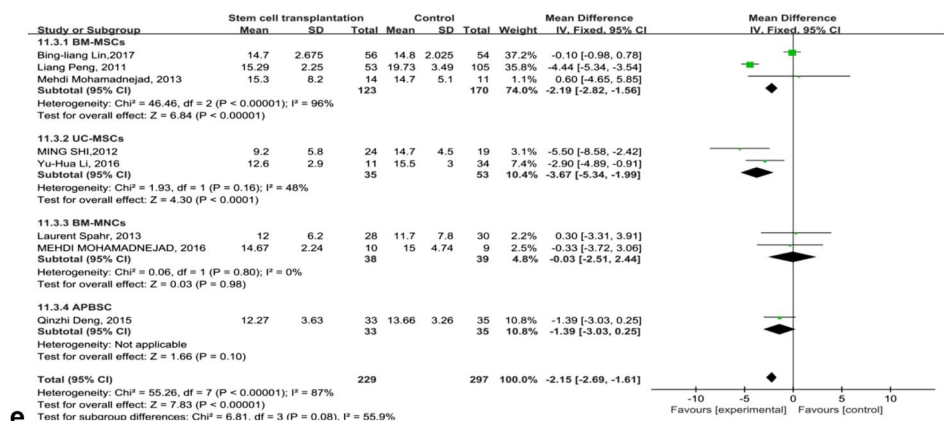 Stem cell transplantation Control Mean Difference Mean Difference
Study or Subgroup Mean SD Total Mean SD Total Weight IV. Fixed. 95% CI IV. Fixed. 95% CI
11.3.1 BM-MSCs
Bing-liang Lin,2017 14.7 2.675 56 14.8 2.025 54 37.2% -0.10 [-0.98, 0.78]
Liang Peng, 2011 15.29 2.25 53 19.73 3.49 105 35.8% -4.44 [-5.34, -3.54]
Mehdi Mohamadnejad, 2013 15.3 8.2 14 14.7 5.1 11 1.1% 0.60 [-4.65, 5.85]
Subtotal (95% CI) 123 170 74.0% -2.19 [-2.82, -1.56]
Heterogeneity: Chi² = 46.46, df = 2 (P < 0.00001); I² = 96%
Test for overall effect: Z = 6.84 (P < 0.00001)
11.3.2 UC-MSCs
MING SHI,2012 9.2 5.8 24 14.7 4.5 19 3.1% -5.50 [-8.58, -2.42]
Yu-Hua Li, 2016 12.6 2.9 11 15.5 3 34 7.4% -2.90 [-4.89, -0.91]
Subtotal (95% CI) 35 53 10.4% -3.67 [-5.34, -1.99]
Heterogeneity: Chi² = 1.93, df = 1 (P = 0.16); I² = 48%
Test for overall effect: Z = 4.30 (P < 0.0001)
11.3.3 BM-MNCs
Laurent Spahr, 2013 12 6.2 28 11.7 7.8 30 2.2% 0.30 [-3.31, 3.91]
MEHDI MOHAMADNEJAD, 2016 14.67 2.24 10 15 4.74 9 2.5% -0.33 [-3.72, 3.06]
Subtotal (95% CI) 38 39 4.8% -0.03 [-2.51, 2.44]
Heterogeneity: Chi² = 0.06, df = 1 (P = 0.80); I² = 0%
Test for overall effect: Z = 0.03 (P = 0.98)
11.3.4 APBSC
Qinzhi Deng, 2015 12.27 3.63 33 13.66 3.26 35 10.8% -1.39 [-3.03, 0.25]
Subtotal (95% CI) 33 35 10.8% -1.39 [-3.03, 0.25]
Heterogeneity: Not applicable
Test for overall effect: Z = 1.66 (P = 0.10)
Total (95% CI) 229 297 100.0% -2.15 [-2.69, -1.61]
Heterogeneity: Chi² = 55.26, df = 7 (P < 0.00001); I² = 87%
Test for overall effect: Z = 7.83 (P < 0.00001)
Test for subgroup differences: Chi² = 6.81, df = 3 (P = 0.08), I² = 55.9%
-10 -5 0 5 10
Favours [experimental] Favours [control]
e